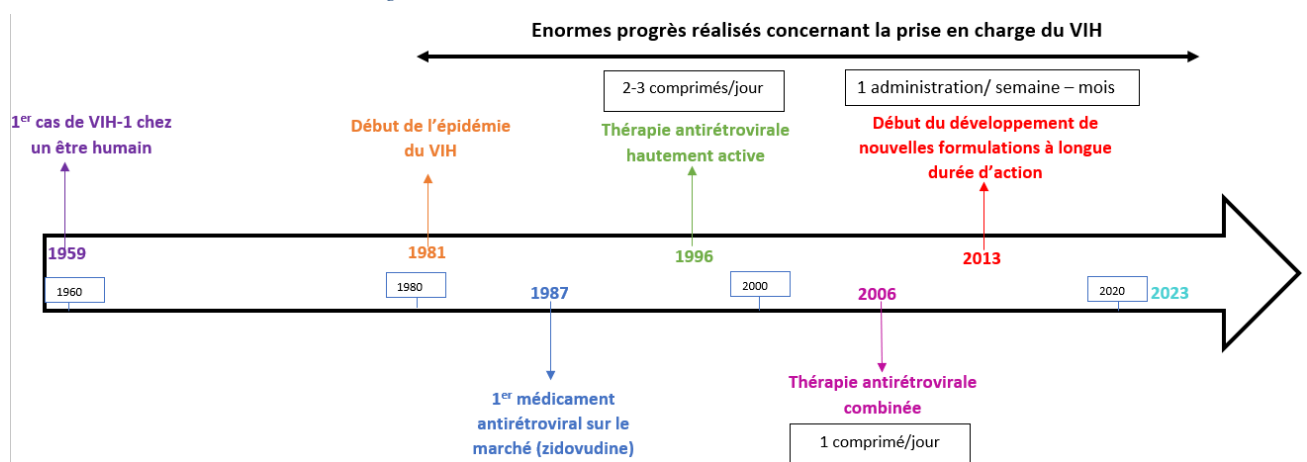 Enormes progrès réalisés concernant la prise en charge du VIH
2-3 comprimés/jour
1 administration/ semaine – mois
1er cas de VIH-1 chez
un être humain
Début de l'épidémie
du VIH
Thérapie antirétrovirale
hautement active
Début du développement de
nouvelles formulations à longue
durée d'action
1959
1981
1996
2013
1960
1980
1987
2000
2006
2020
2023
1er médicament
antirétroviral sur le
marché (zidovudine)
Thérapie antirétrovirale
combinée
1 comprimé/jour